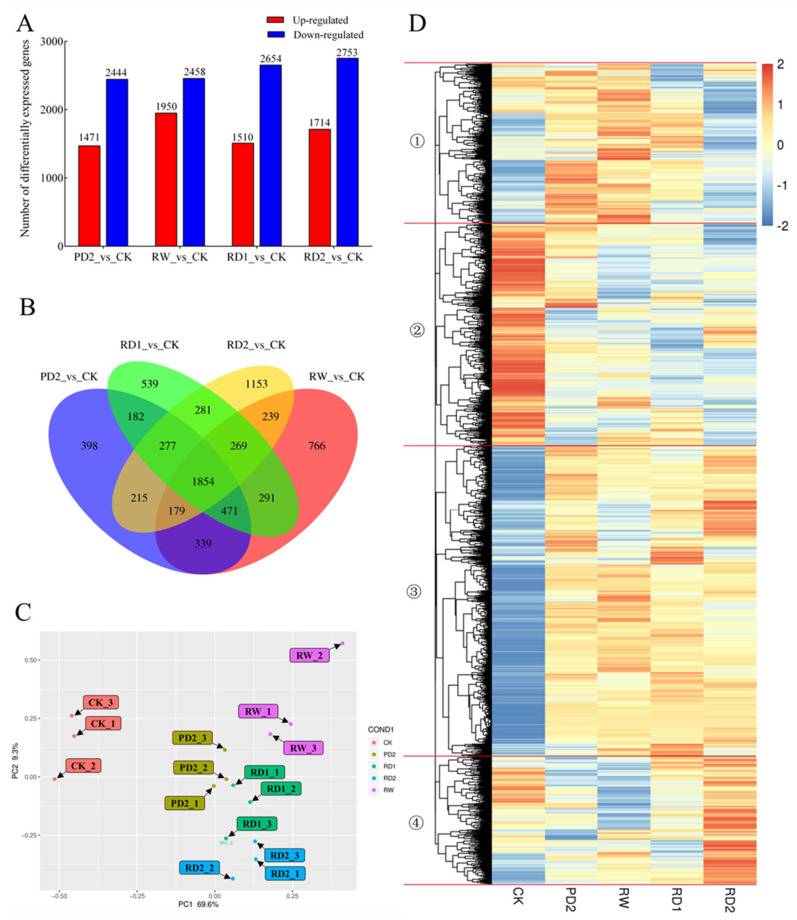 A
Up-regulated
Down-regulated
Number of differentially expressed genes
3000
2000
1000
0
1471
2444
1950
2458
1510
2654
1714
2753
PD2_vs_CK
RW_vs_CK
RD1_vs_CK
RD2_vs_CK
B
RD1_vs_CK
RD2_vs_CK
PD2_vs_CK
RW_vs_CK
539
1153
182
281
239
398
277
269
766
1854
215
179
471
291
339
C
PC2 9.3%
0.50
0.25
0.00
−0.25
−0.50
0.00
0.25
PC1 69.6%
RW_2
CK_3
CK_1
CK_2
RW_1
RW_3
PD2_3
PD2_2
PD2_1
RD1_1
RD1_2
RD1_3
RD2_3
RD2_2
RD2_1
COND1
CK
PD2
RD1
RD2
RW
D
①
②
③
④
2
1
0
-1
-2
CK
PD2
RW
RD1
RD2